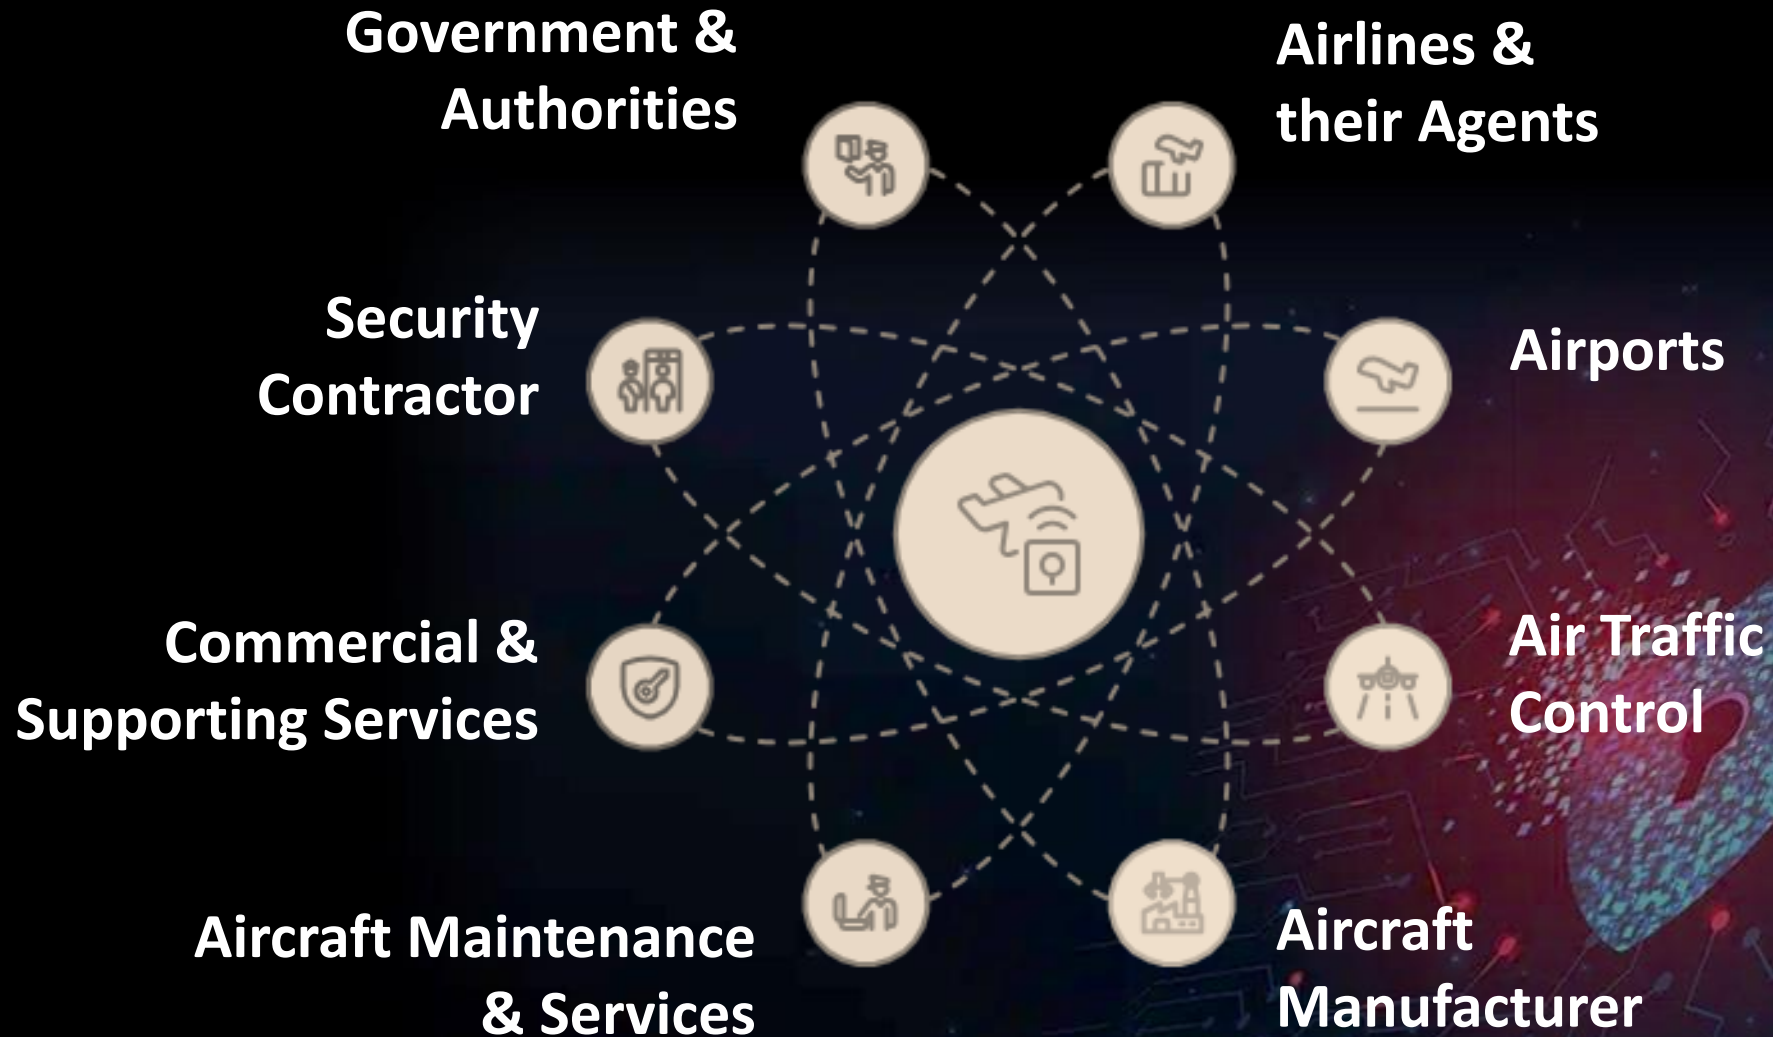 Government &
Authorities
Airlines &
their Agents
Security
Contractor
Airports
Commercial &
Supporting Services
Air Traffic
Control
Aircraft Maintenance
& Services
Aircraft
Manufacturer